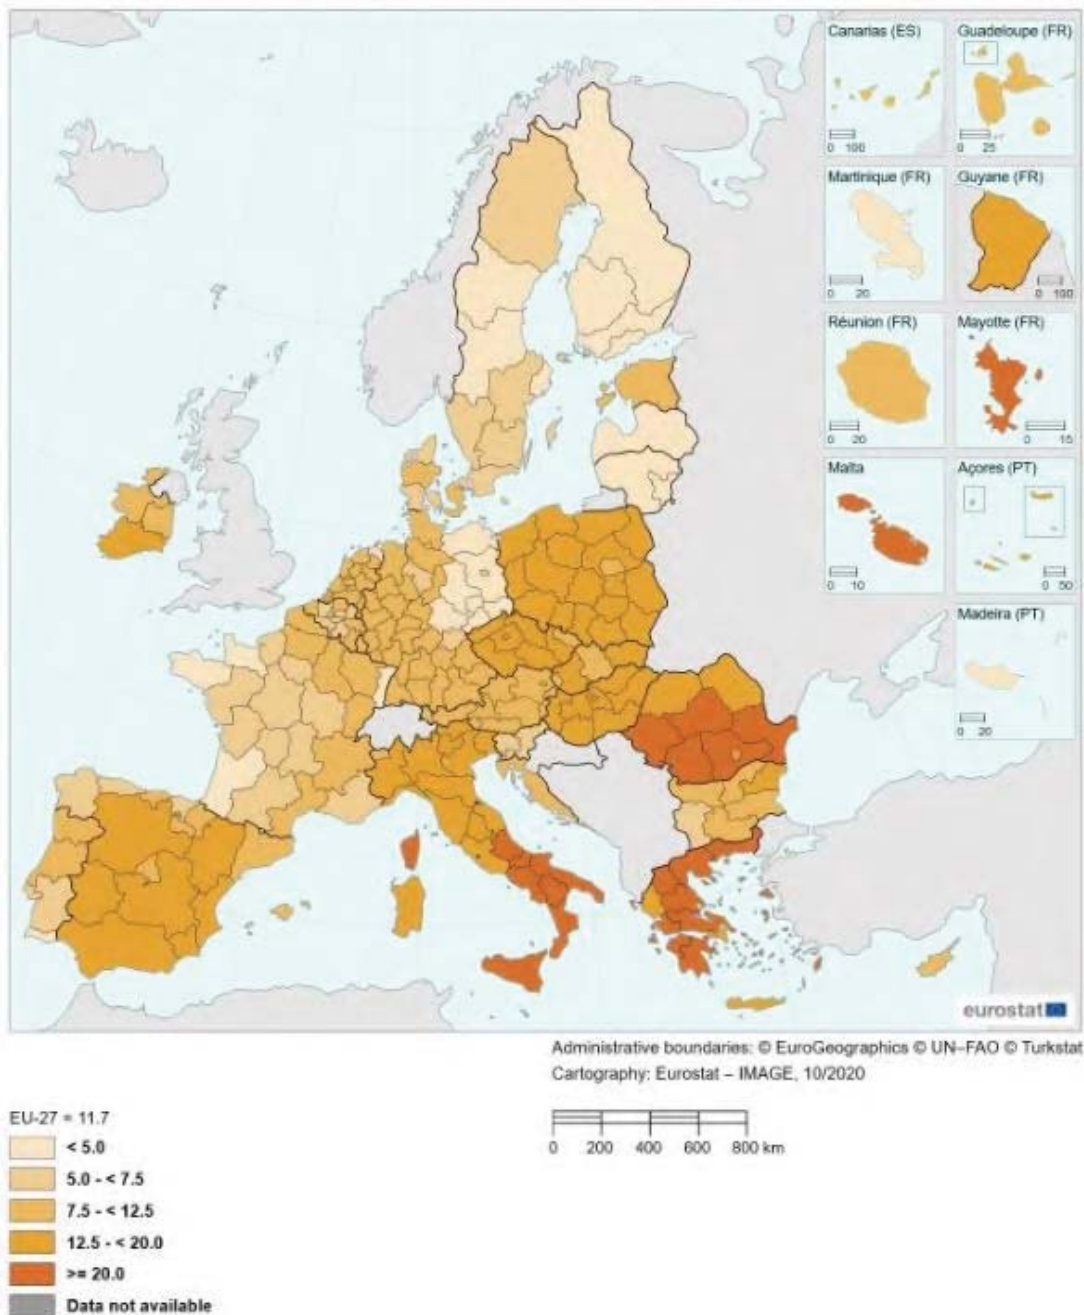 Canarias (ES)
0 100
Guadeloupe (FR)
0 25
Martinique (FR)
0 20
Guyane (FR)
0 100
Réunion (FR)
0 20
Mayotte (FR)
0 15
Malta
0 10
Açores (PT)
0 50
Madeira (PT)
0 20
eurostat
Administrative boundaries: © EuroGeographics © UN–FAO © Turkstat
Cartography: Eurostat – IMAGE, 10/2020
0 200 400 600 800 km
EU-27 = 11.7
< 5.0
5.0 - < 7.5
7.5 - < 12.5
12.5 - < 20.0
>= 20.0
Data not available